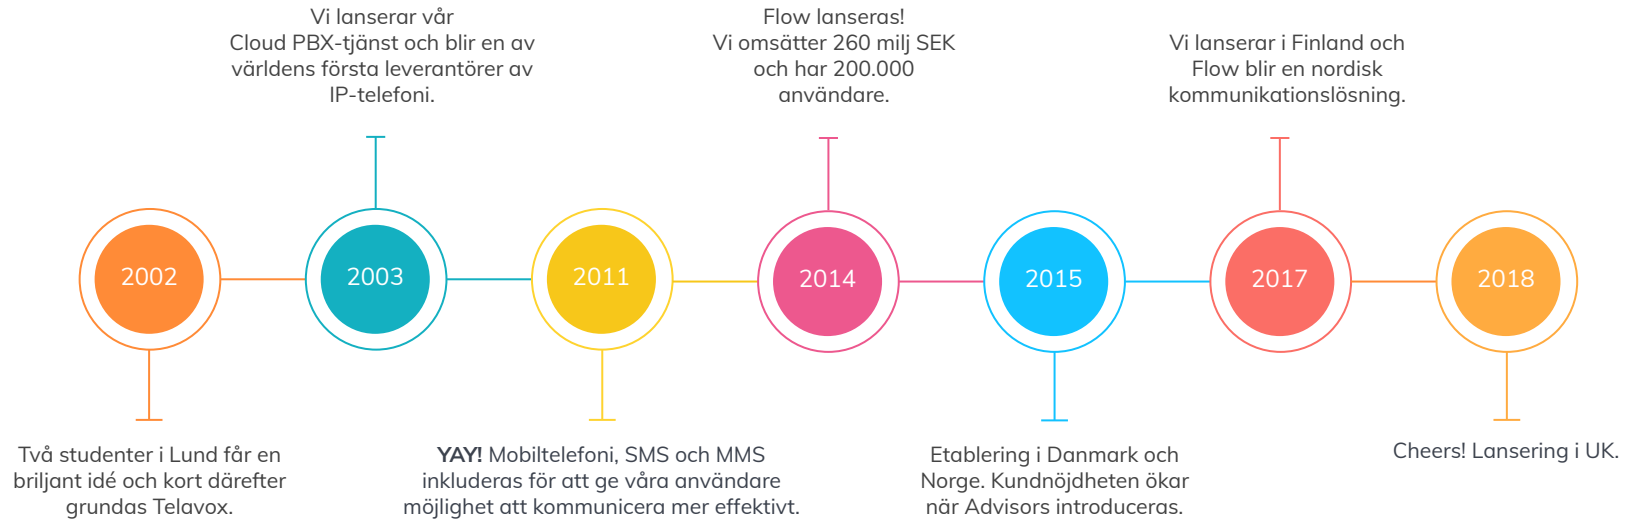 Vi lanserar vår
Cloud PBX-tjänst och blir en av
världens första leverantörer av
IP-telefoni.
Flow lanseras!
Vi omsätter 260 milj SEK
och har 200.000
användare.
Vi lanserar i Finland och
Flow blir en nordisk
kommunikationslösning.
2002
2003
2011
2014
2015
2017
2018
Två studenter i Lund får en
briljant idé och kort därefter
grundas Telavox.
YAY! Mobiltelefoni, SMS och MMS
inkluderas för att ge våra användare
möjlighet att kommunicera mer effektivt.
Etablering i Danmark och
Norge. Kundnöjdheten ökar
när Advisors introduceras.
Cheers! Lansering i UK.